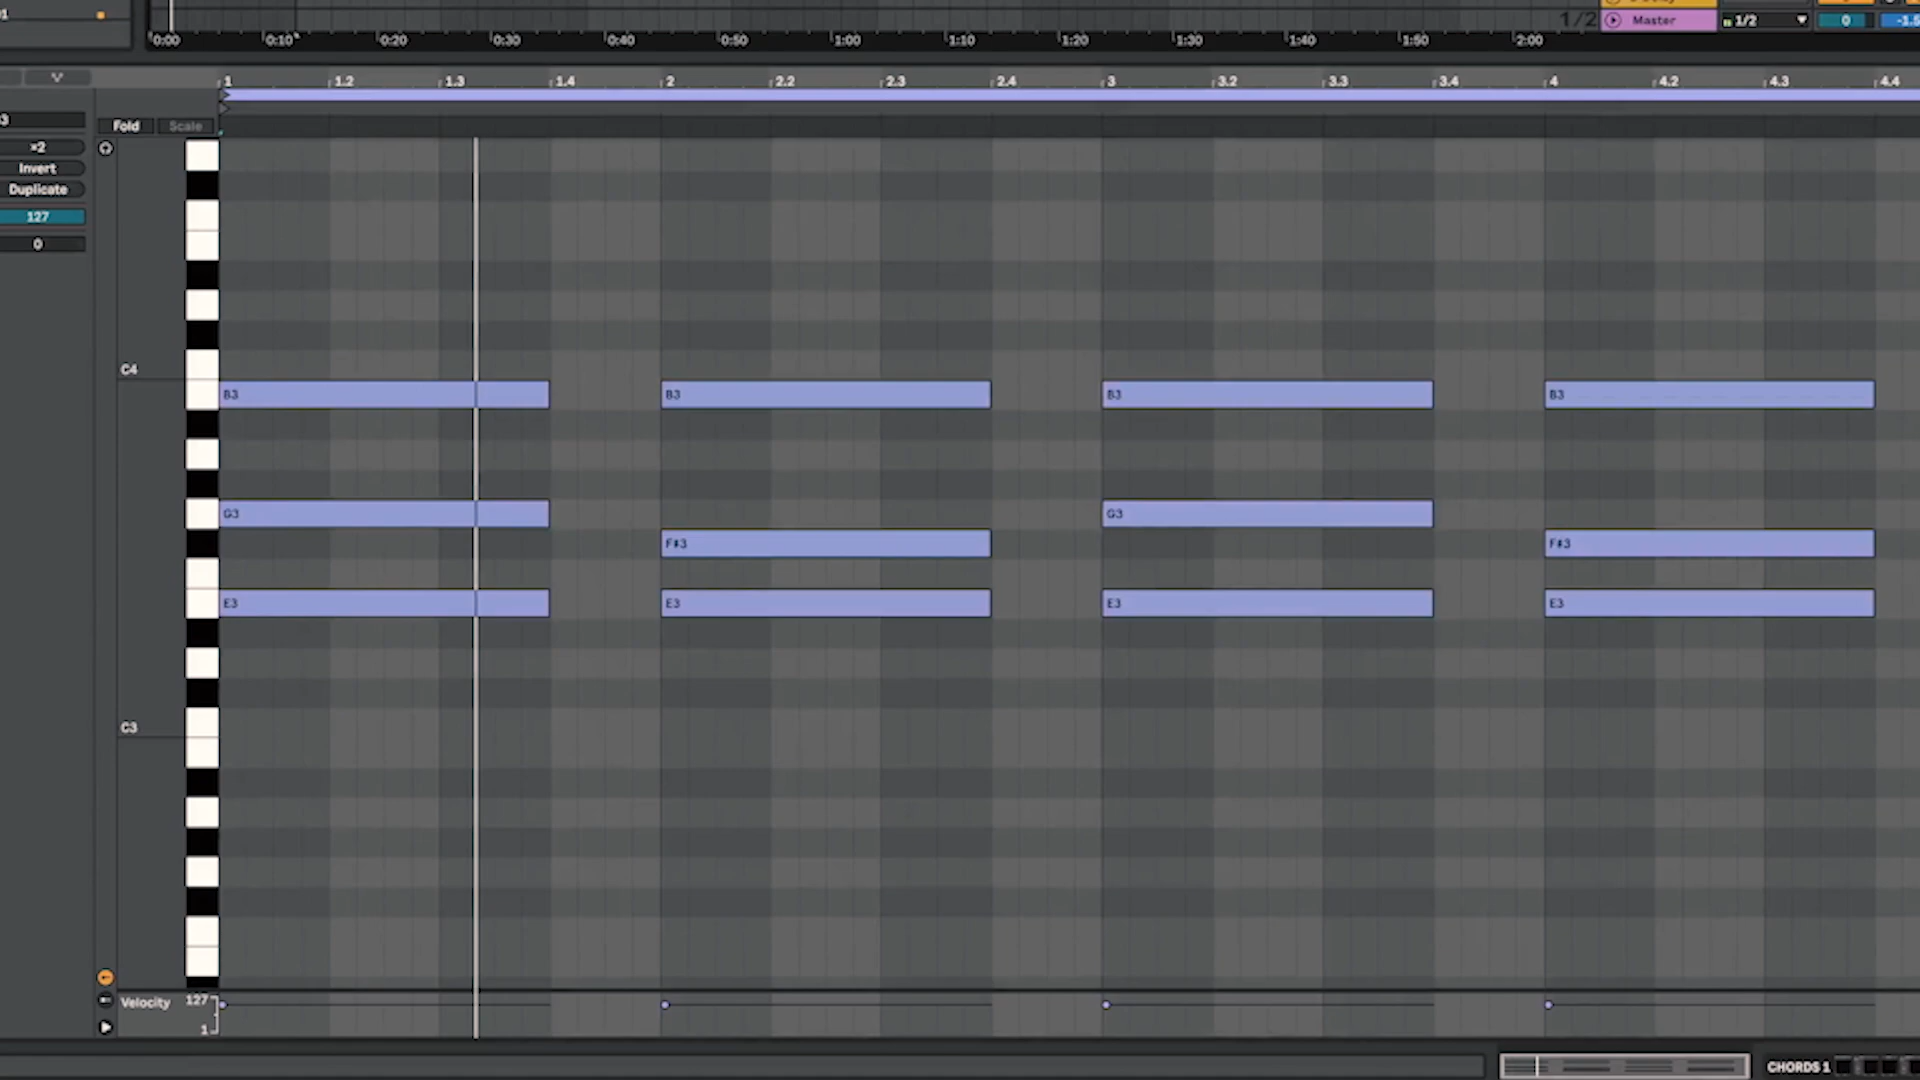 1/2 Master 1/2 0 -1.5
0:00 0:10 0:20 0:30 0:40 0:50 1:00 1:10 1:20 1:30 1:40 1:50 2:00
1 1.2 1.3 1.4 2 2.2 2.3 2.4 3 3.2 3.3 3.4 4 4.2 4.3 4.4
3
Fold Scale
×2
Invert
Duplicate
127
0
C4
B3 B3 B3 B3
G3 G3
F#3 F#3
E3 E3 E3 E3
C3
Velocity 127
1
CHORDS 1